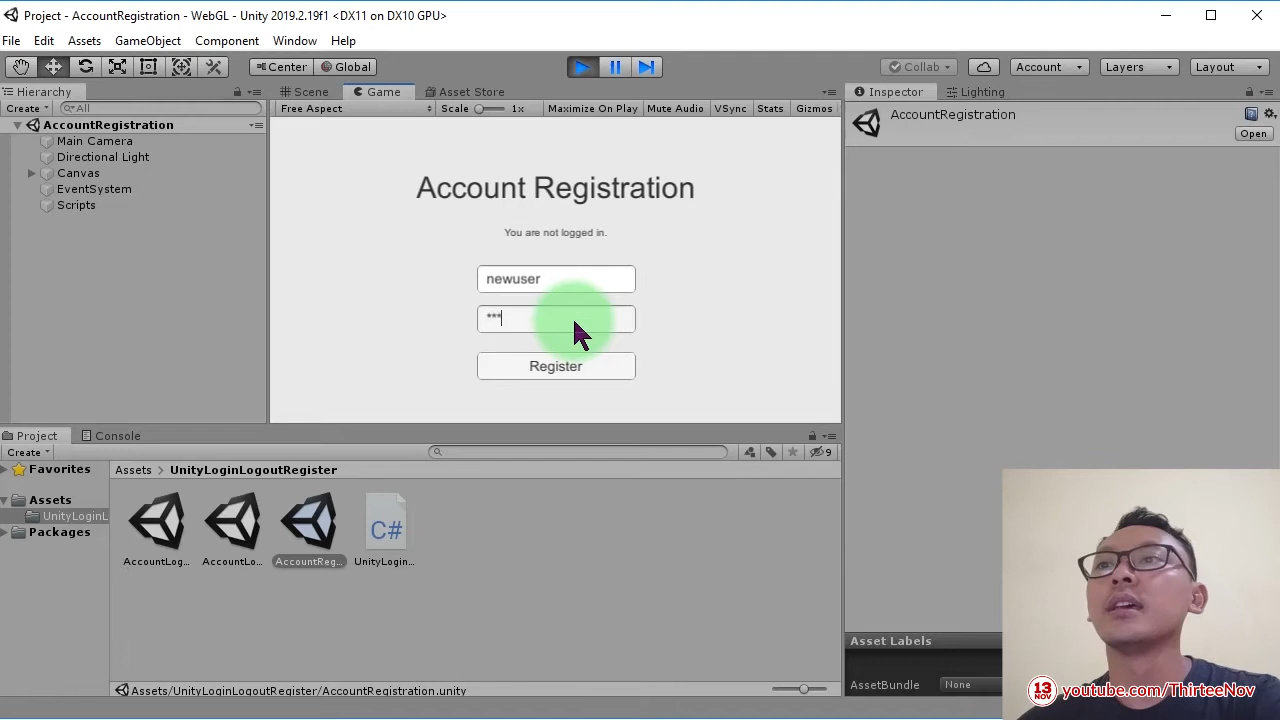 Project - AccountRegistration - WebGL - Unity 2019.2.19f1 <DX11 on DX10 GPU>
File Edit Assets GameObject Component Window Help
Center Global Collab Account Layers Layout
Hierarchy Scene Game Asset Store Inspector Lighting
Create All Free Aspect Scale 1x Maximize On Play Mute Audio VSync Stats Gizmos
AccountRegistration
Main Camera
Directional Light
Canvas
EventSystem
Scripts
Account Registration
You are not logged in.
newuser
***
Register
AccountRegistration
Open
Project Console
Create 9
Favorites
Assets
UnityLoginL
Packages
Assets > UnityLoginLogoutRegister
C#
AccountLog... AccountLo... AccountReg... UnityLogin...
Assets/UnityLoginLogoutRegister/AccountRegistration.unity
Asset Labels
AssetBundle None
13
NOV
youtube.com/ThirteeNov